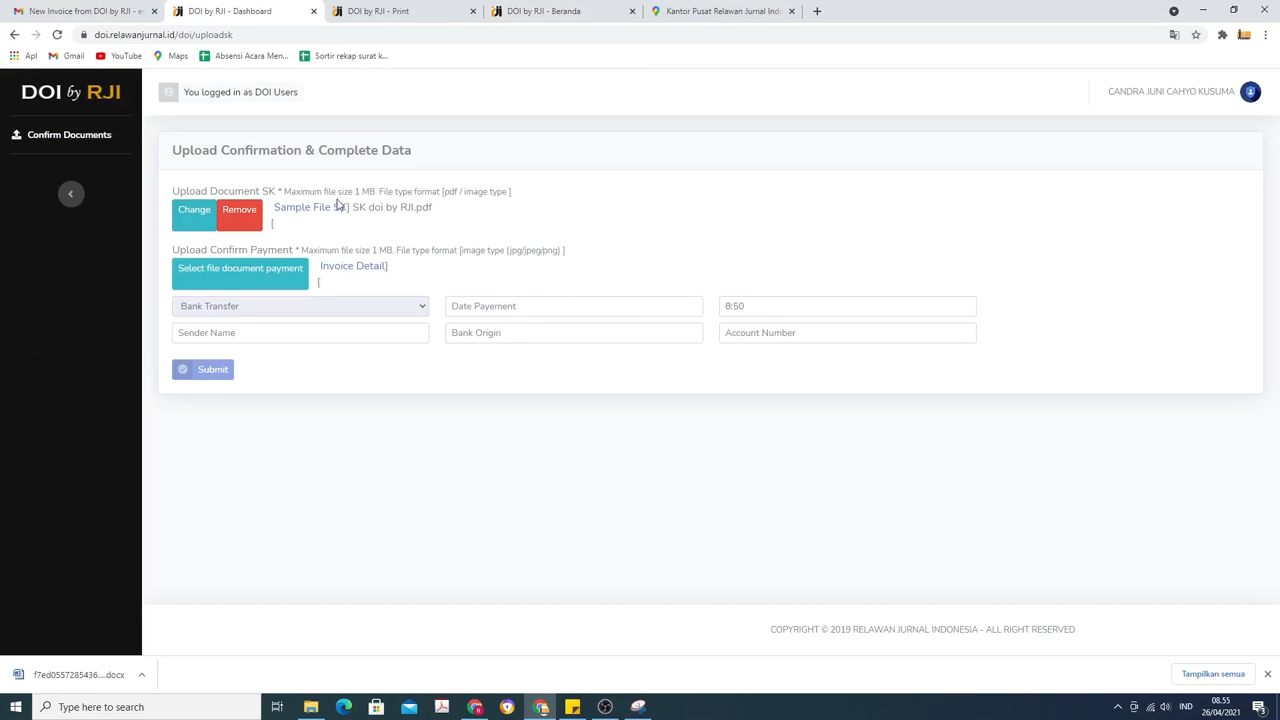 New Invoice from DOI by RJI - e
DOI by RJI - Dashboard
DOI by RJI - Print
DOI by RJI - Beranda
Kantor Pusat Relawan Jurnal Indo
doi.relawanjurnal.id/doi/uploadsk
Apl Gmail YouTube Maps Absensi Acara Men... Sortir rekap surat k...
DOI by RJI
You logged in as DOI Users
CANDRA JUNI CAHYO KUSUMA
Confirm Documents
Upload Confirmation & Complete Data
Upload Document SK * Maximum file size 1 MB. File type format [pdf / image type ]
Change Remove Sample File SK] SK doi by RJI.pdf
[
Upload Confirm Payment * Maximum file size 1 MB. File type format [image type (jpg/jpeg/png) ]
Select file document payment Invoice Detail]
[
Bank Transfer Date Payement 8:50
Sender Name Bank Origin Account Number
Submit
COPYRIGHT © 2019 RELAWAN JURNAL INDONESIA - ALL RIGHT RESERVED
f7ed0557285436....docx
Tampilkan semua
Type here to search
IND
08.55
26/04/2021
3